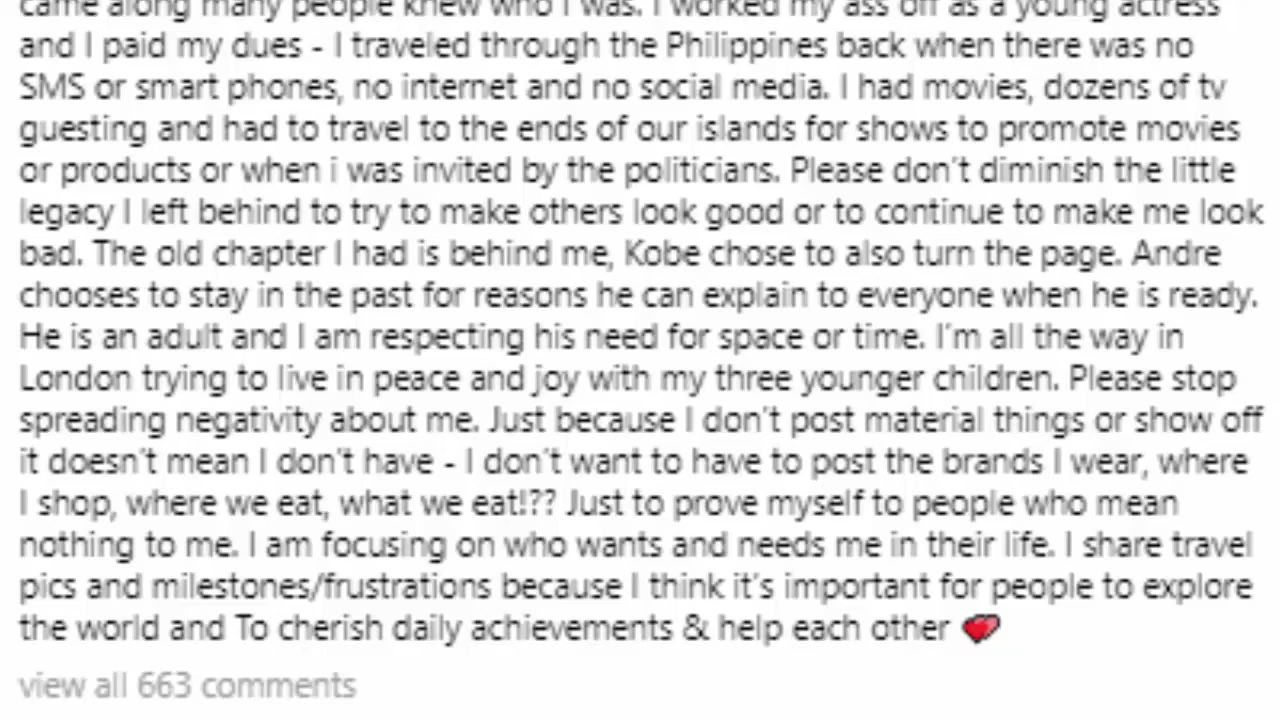 came along many people knew who I was. I worked my ass off as a young actress
and I paid my dues - I traveled through the Philippines back when there was no
SMS or smart phones, no internet and no social media. I had movies, dozens of tv
guesting and had to travel to the ends of our islands for shows to promote movies
or products or when i was invited by the politicians. Please don't diminish the little
legacy I left behind to try to make others look good or to continue to make me look
bad. The old chapter I had is behind me, Kobe chose to also turn the page. Andre
chooses to stay in the past for reasons he can explain to everyone when he is ready.
He is an adult and I am respecting his need for space or time. I'm all the way in
London trying to live in peace and joy with my three younger children. Please stop
spreading negativity about me. Just because I don't post material things or show off
it doesn't mean I don't have - I don't want to have to post the brands I wear, where
I shop, where we eat, what we eat!?? Just to prove myself to people who mean
nothing to me. I am focusing on who wants and needs me in their life. I share travel
pics and milestones/frustrations because I think it's important for people to explore
the world and To cherish daily achievements & help each other ❤️
view all 663 comments